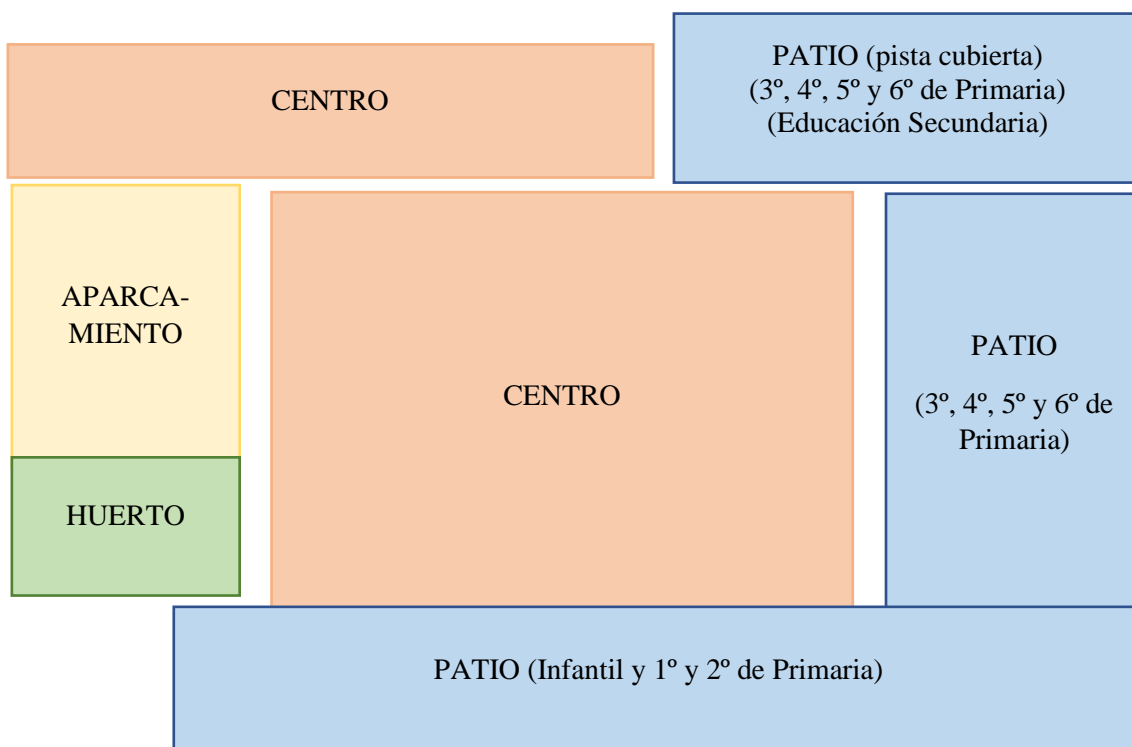 CENTRO
PATIO (pista cubierta)
(3º, 4º, 5º y 6º de Primaria)
(Educación Secundaria)
APARCA-
MIENTO
CENTRO
PATIO
(3º, 4º, 5º y 6º de
Primaria)
HUERTO
PATIO (Infantil y 1º y 2º de Primaria)